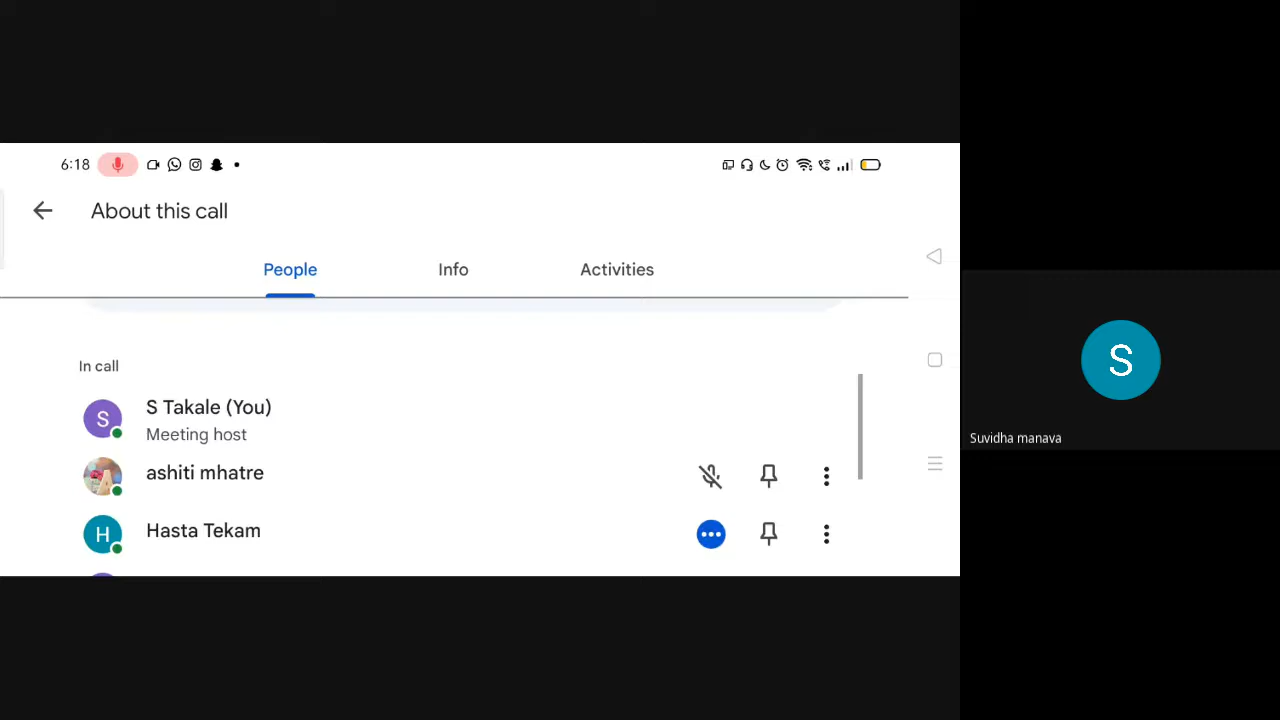 6:18
About this call
People Info Activities
In call
S S Takale (You)
Meeting host
ashiti mhatre
H Hasta Tekam
S
Suvidha manava